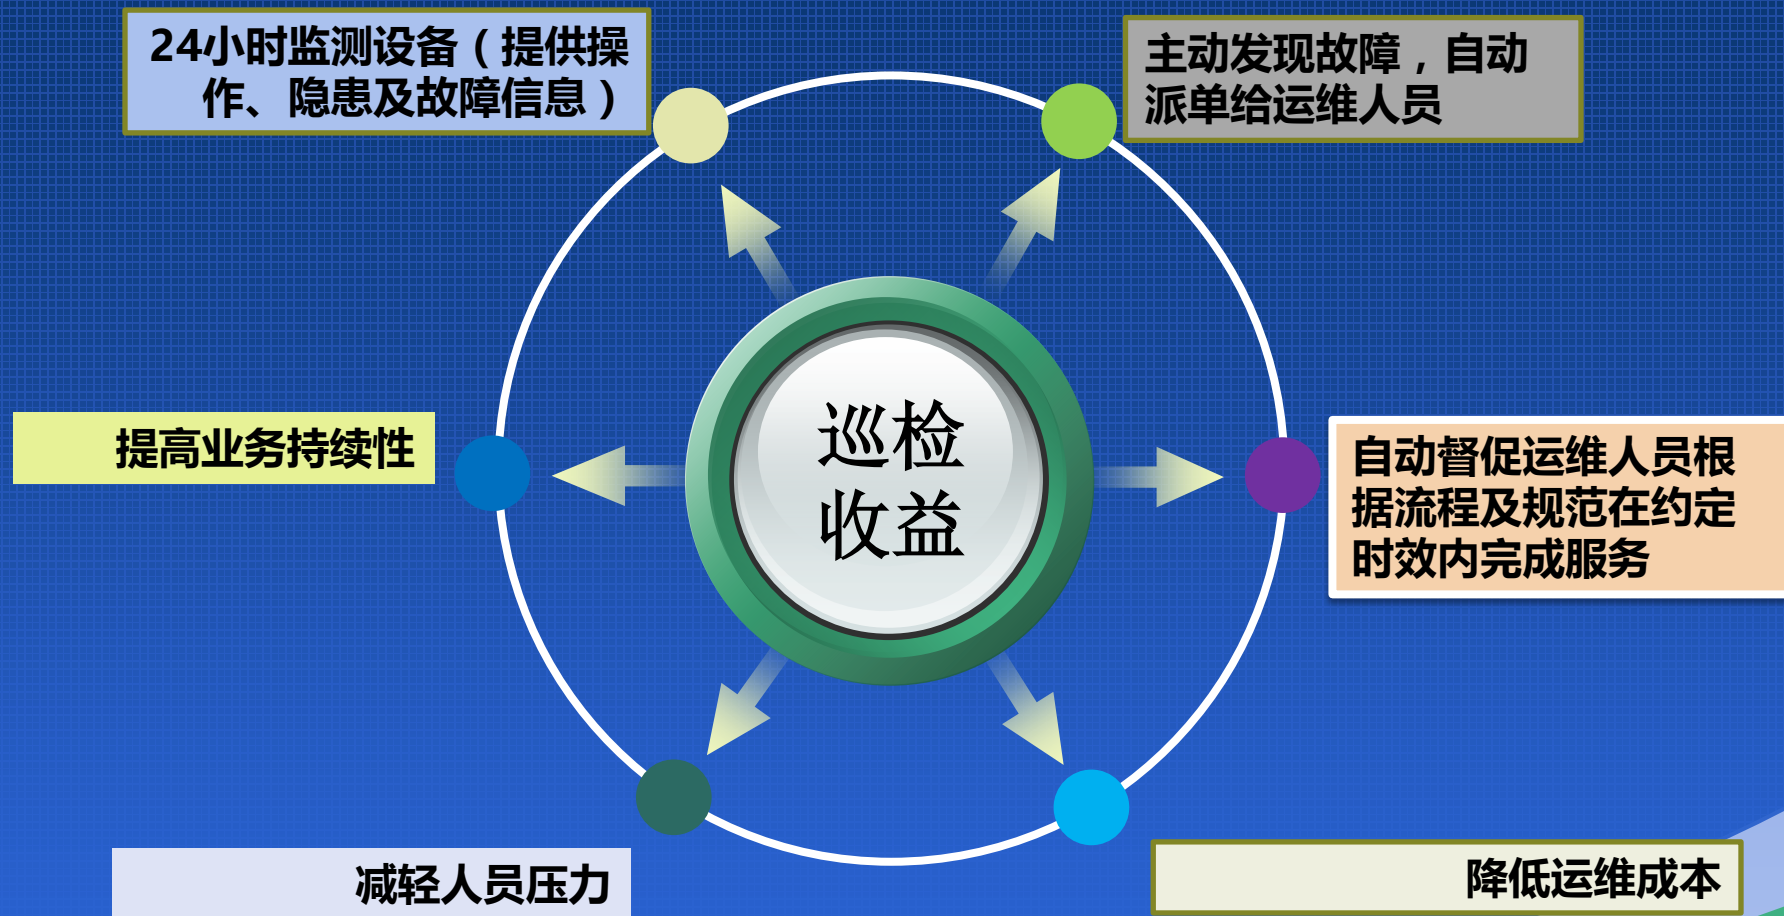 24小时监测设备（提供操
作、隐患及故障信息）
主动发现故障，自动
派单给运维人员
提高业务持续性
巡检
收益
自动督促运维人员根
据流程及规范在约定
时效内完成服务
减轻人员压力
降低运维成本